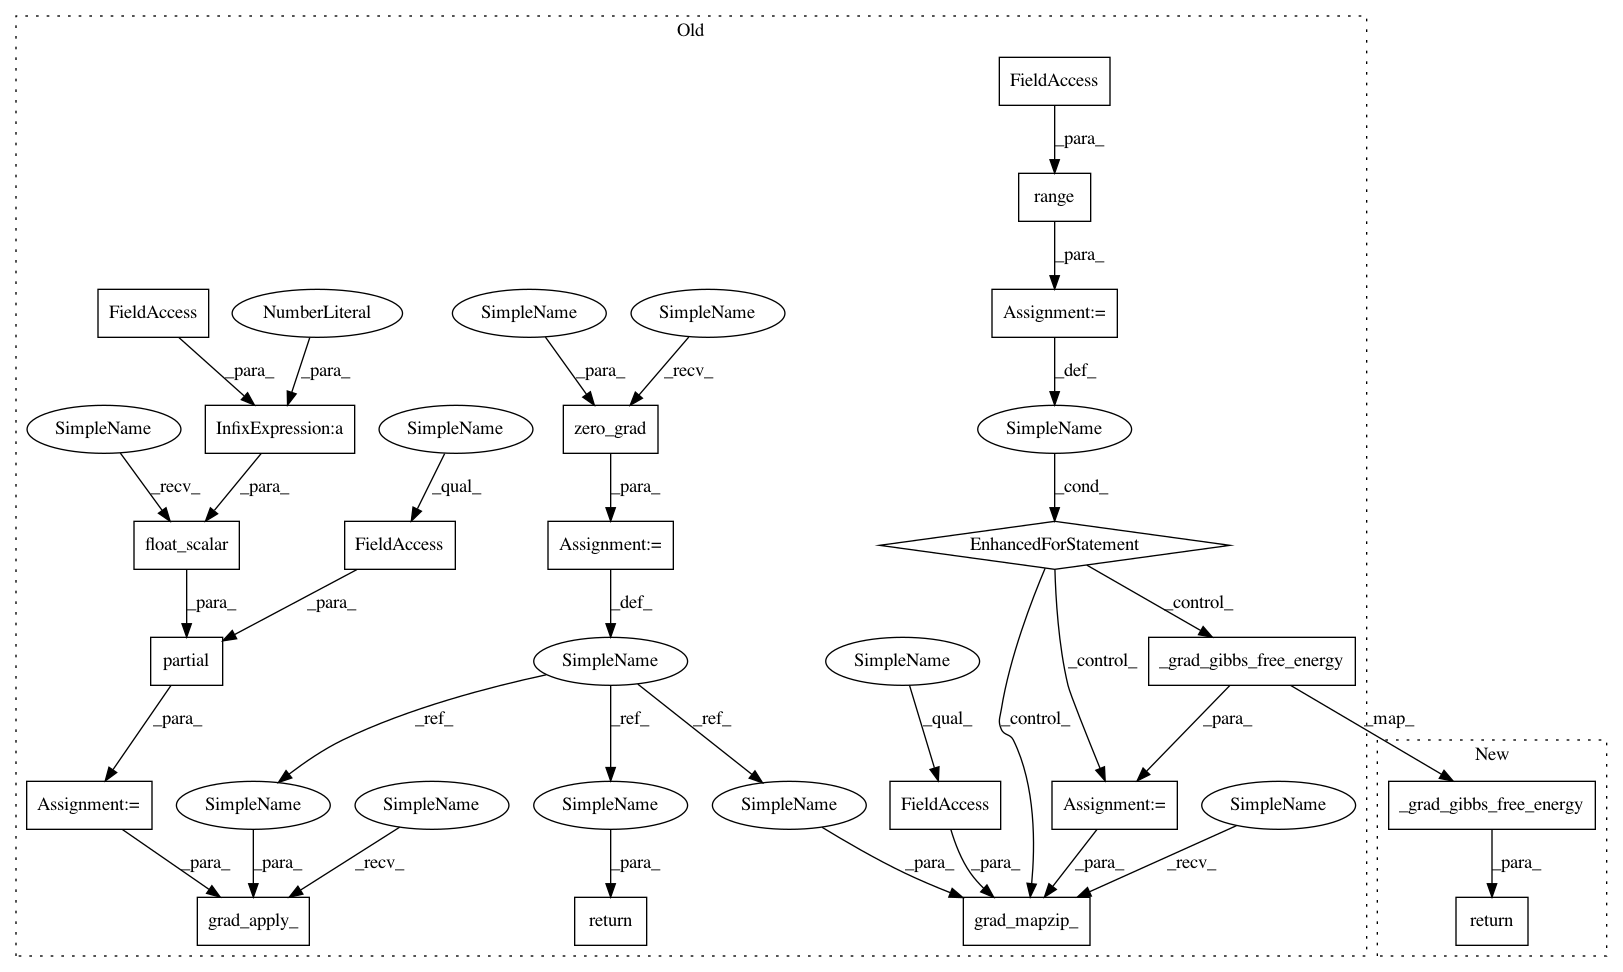 Old
FieldAccess
_para_
range
_para_
FieldAccess
NumberLiteral
SimpleName
SimpleName
Assignment:=
_para_
_para_
_para_
_recv_
_def_
SimpleName
InfixExpression:a
SimpleName
zero_grad
SimpleName
_recv_
_para_
_qual_
_para_
_cond_
float_scalar
FieldAccess
Assignment:=
EnhancedForStatement
_para_
_para_
_def_
_control_
partial
SimpleName
SimpleName
_control_
_grad_gibbs_free_energy
_para_
_ref_
_ref_
_ref_
_qual_
_control_
_para_
_map_
New
Assignment:=
SimpleName
SimpleName
SimpleName
SimpleName
FieldAccess
Assignment:=
SimpleName
_grad_gibbs_free_energy
_para_
_para_
_recv_
_para_
_para_
_para_
_para_
_recv_
_para_
grad_apply_
return
grad_mapzip_
return